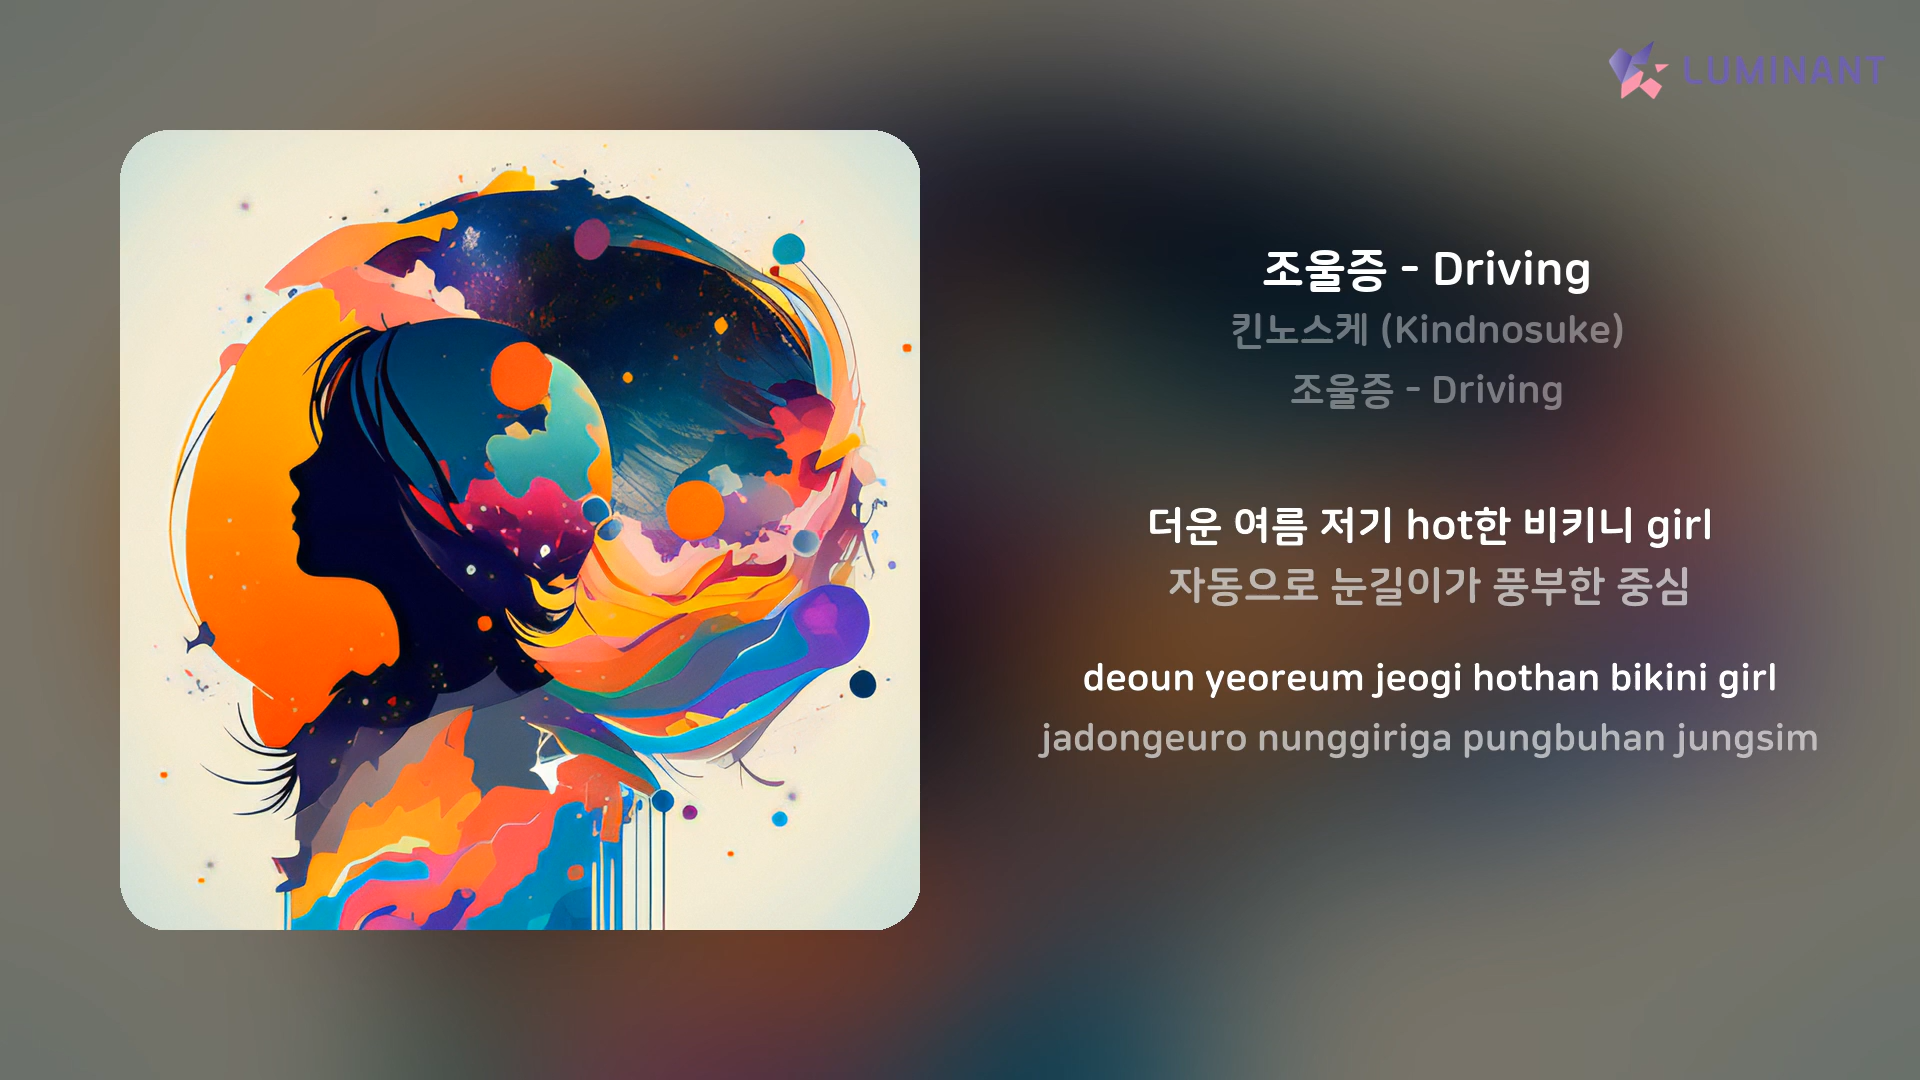 LUMINANT
조울증 - Driving
킨노스케 (Kindnosuke)
조울증 - Driving
더운 여름 저기 hot한 비키니 girl
자동으로 눈길이가 풍부한 중심
deoun yeoreum jeogi hothan bikini girl
jadongeuro nunggiriga pungbuhan jungsim